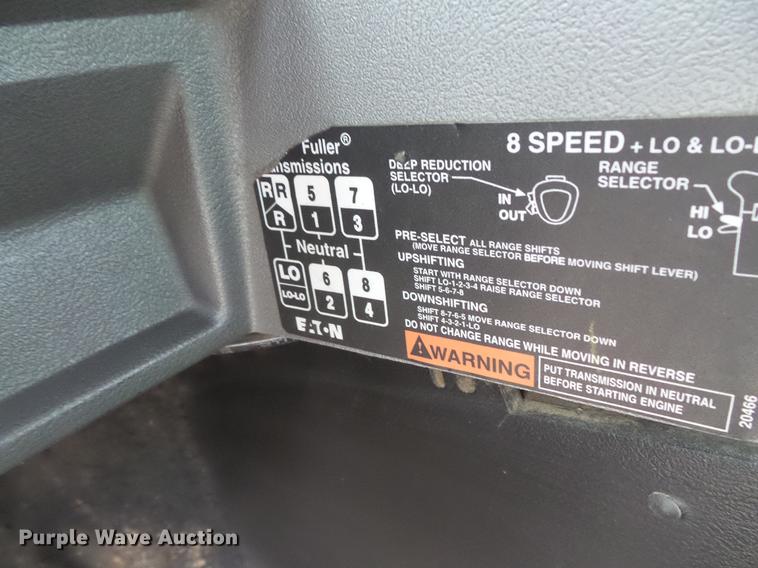 Fuller®
8 SPEED + LO & LO-
DEEP REDUCTION
SELECTOR
(LO-LO)
IN
OUT
RANGE
SELECTOR
HI
LO
R R
R
5
1
7
3
Neutral
LO
LO-LO
6
2
8
4
EATON
PRE-SELECT ALL RANGE SHIFTS
(MOVE RANGE SELECTOR BEFORE MOVING SHIFT LEVER)
UPSHIFTING
START WITH RANGE SELECTOR DOWN
SHIFT LO-1-2-3-4 RAISE RANGE SELECTOR
SHIFT 5-6-7-8
DOWNSHIFTING
SHIFT 8-7-6-5 MOVE RANGE SELECTOR DOWN
SHIFT 4-3-2-1-LO
DO NOT CHANGE RANGE WHILE MOVING IN REVERSE
WARNING
PUT TRANSMISSION IN NEUTRAL
BEFORE STARTING ENGINE
20466
Purple Wave Auction®